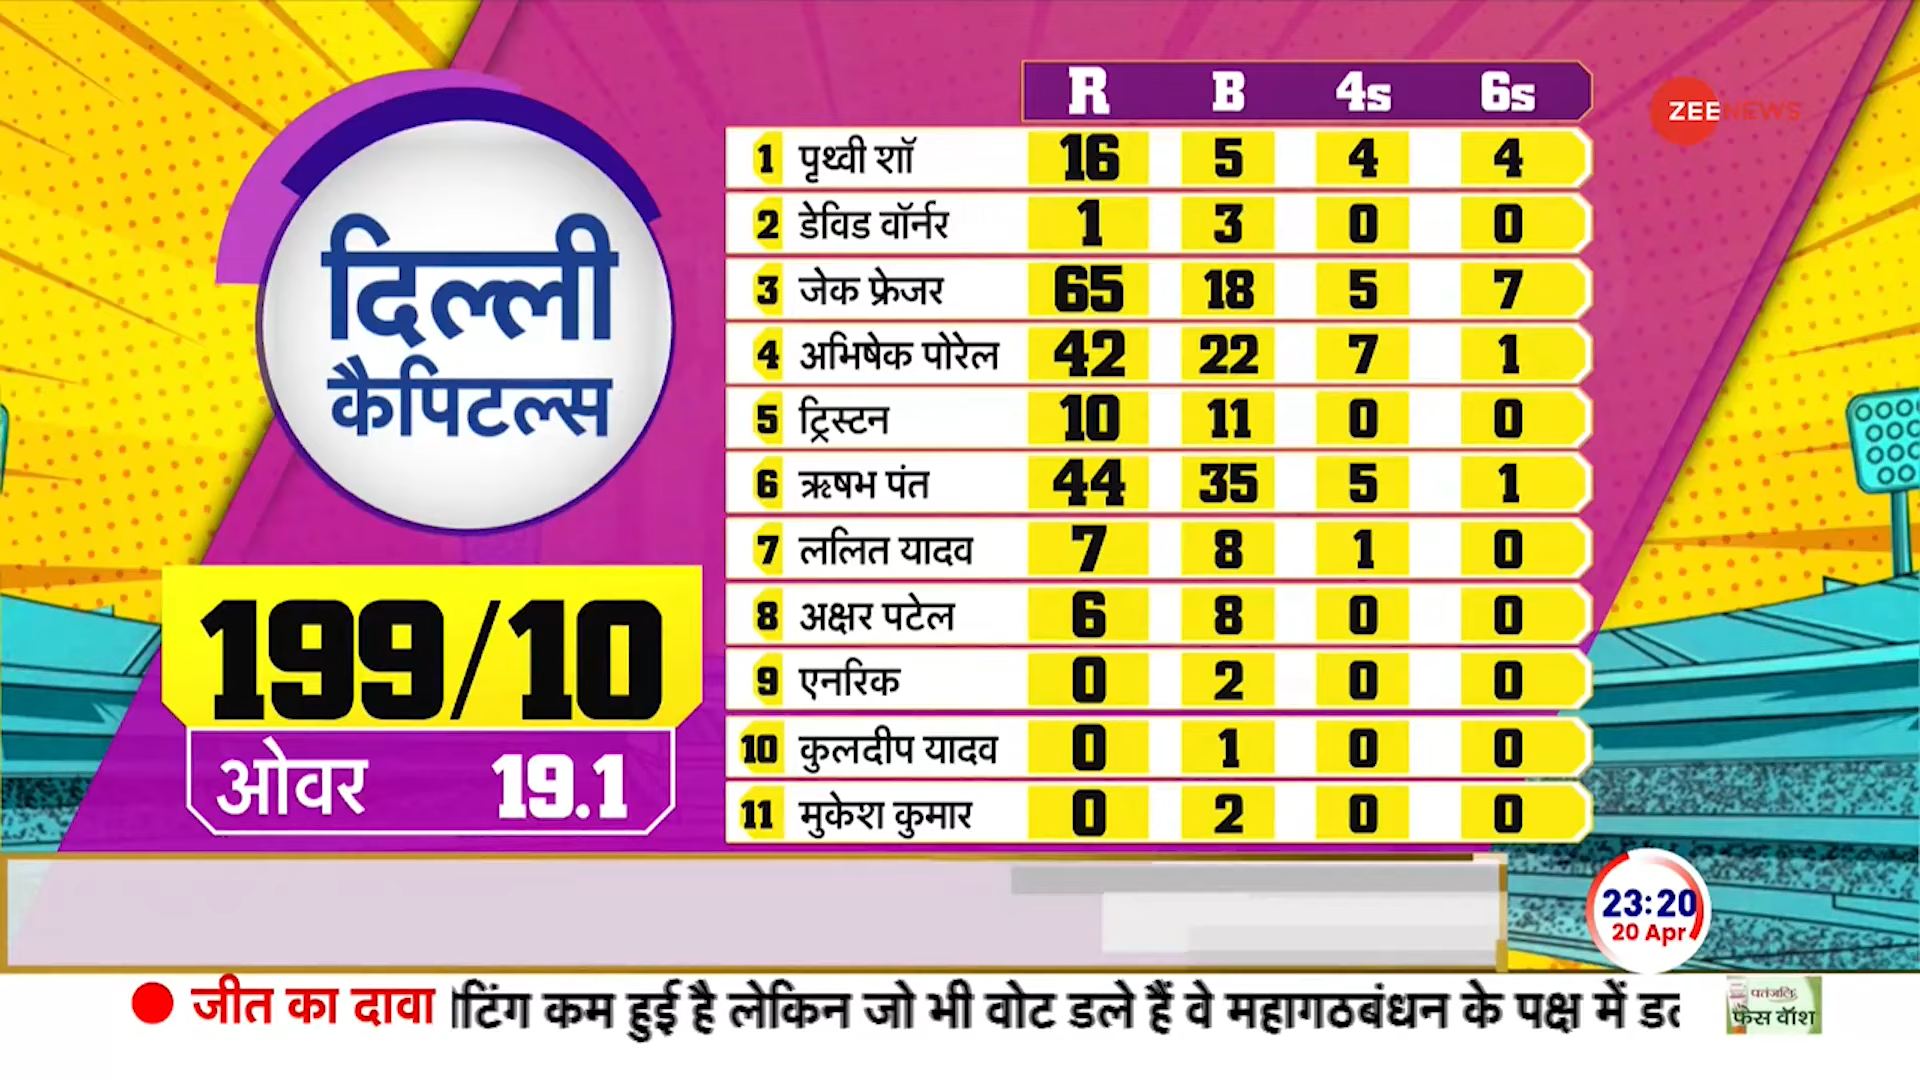 R B 4s 6s
ZEENEWS
1 पृथ्वी शॉ 16 5 4 4
2 डेविड वॉर्नर 1 3 0 0
3 जेक फ्रेजर 65 18 5 7
4 अभिषेक पोरेल 42 22 7 1
5 ट्रिस्टन 10 11 0 0
6 ऋषभ पंत 44 35 5 1
7 ललित यादव 7 8 1 0
8 अक्षर पटेल 6 8 0 0
9 एनरिक 0 2 0 0
10 कुलदीप यादव 0 1 0 0
11 मुकेश कुमार 0 2 0 0
दिल्ली
कैपिटल्स
199/10
ओवर 19.1
23:20
20 Apr
जीत का दावा टिंग कम हुई है लेकिन जो भी वोट डले हैं वे महागठबंधन के पक्ष में
पतंजलि
फेस वॉश